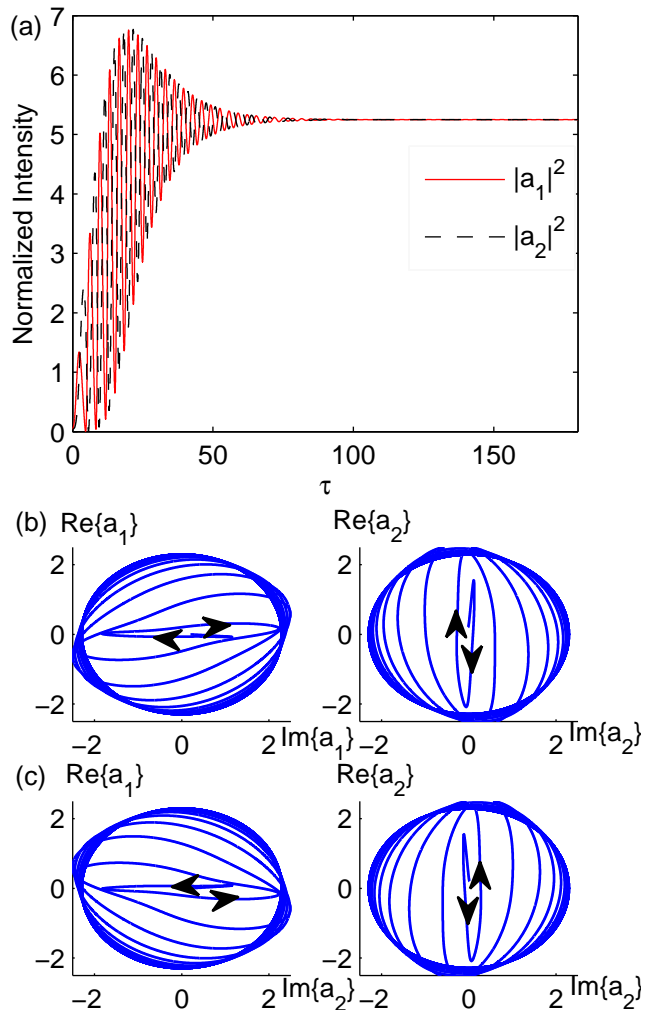 (a)
7
6
5
4
3
2
1
0
Normalized Intensity
|a1|^2
|a2|^2
0 50 100 150
τ
(b) Re{a1} Re{a2}
2 2
0 0
−2 −2
−2 0 2 Im{a1} −2 0 2 Im{a2}
(c) Re{a1} Re{a2}
2 2
0 0
−2 −2
−2 0 2 Im{a2} −2 0 2 Im{a2}